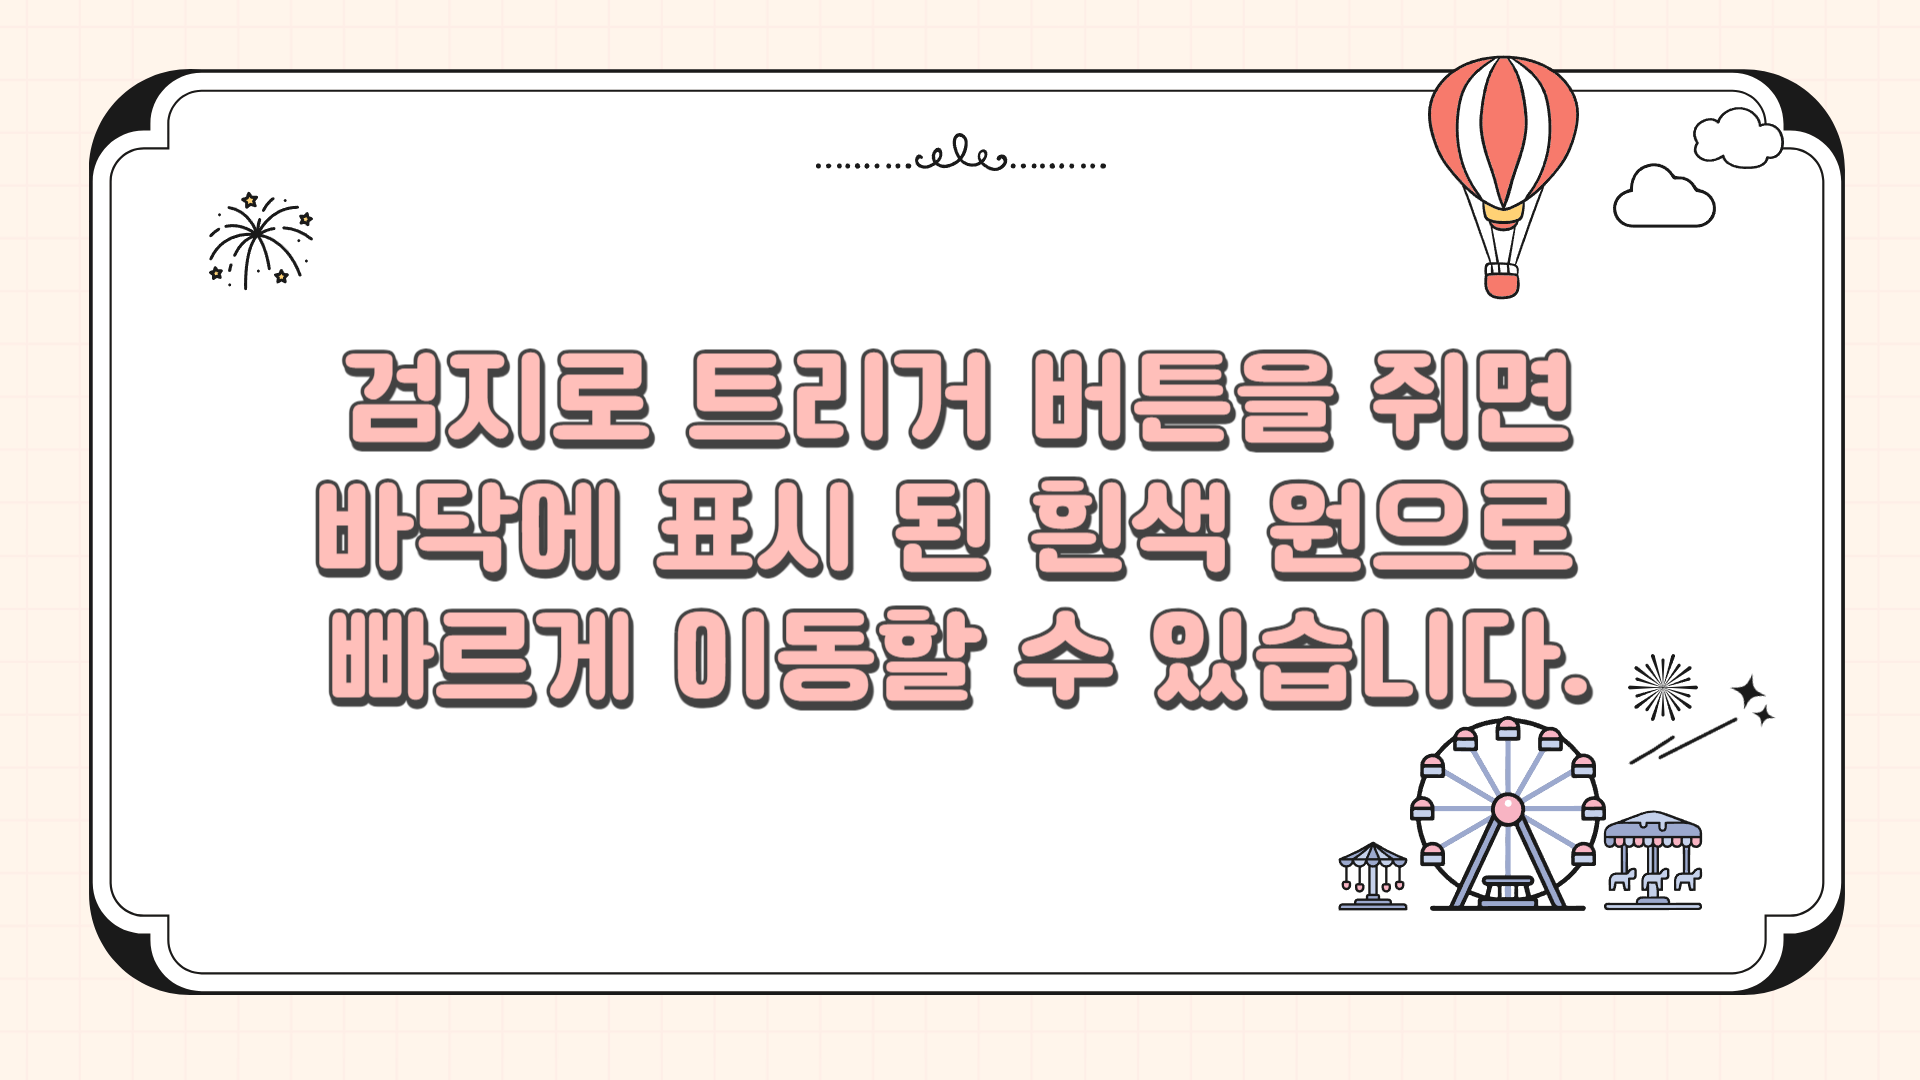 검지로 트리거 버튼을 쥐면
바닥에 표시 된 흰색 원으로
빠르게 이동할 수 있습니다.